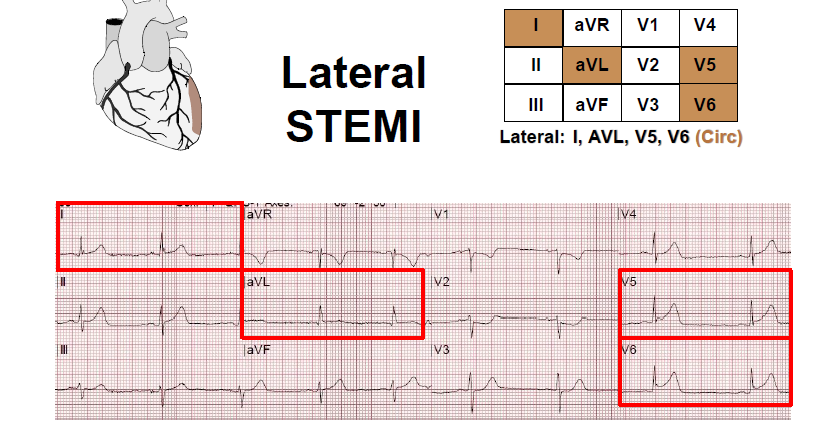 Lateral
STEMI
I aVR V1 V4
II aVL V2 V5
III aVF V3 V6
Lateral: I, AVL, V5, V6 (Circ)
I aVR V1 V4
II aVL V2 V5
III aVF V3 V6